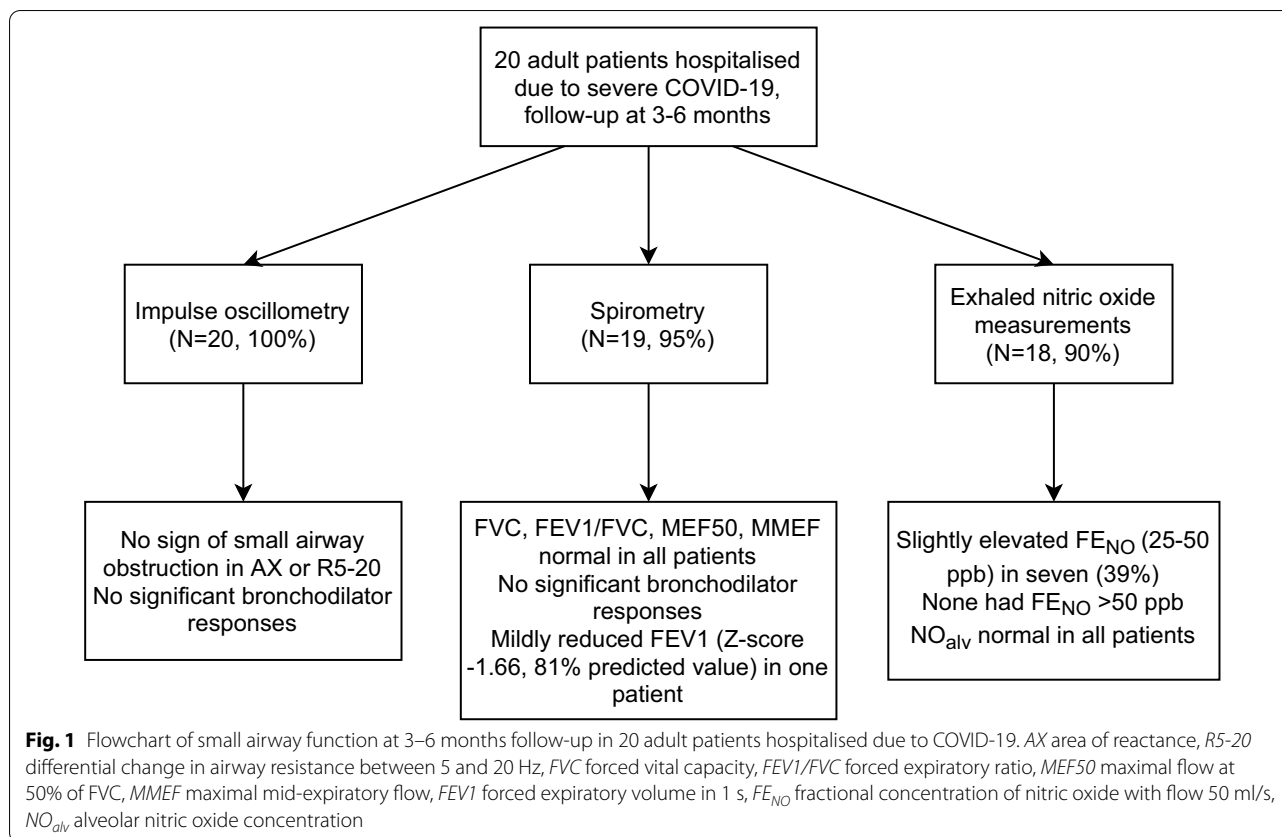 20 adult patients hospitalised
due to severe COVID-19,
follow-up at 3-6 months
Impulse oscillometry
(N=20, 100%)
Spirometry
(N=19, 95%)
Exhaled nitric oxide
measurements
(N=18, 90%)
No sign of small airway
obstruction in AX or R5-20
No significant bronchodilator
responses
FVC, FEV1/FVC, MEF50, MMEF
normal in all patients
No significant bronchodilator
responses
Mildly reduced FEV1 (Z-score
-1.66, 81% predicted value) in one
patient
Slightly elevated FENO (25-50
ppb) in seven (39%)
None had FENO >50 ppb
NOalv normal in all patients
Fig. 1 Flowchart of small airway function at 3–6 months follow-up in 20 adult patients hospitalised due to COVID-19. AX area of reactance, R5-20
differential change in airway resistance between 5 and 20 Hz, FVC forced vital capacity, FEV1/FVC forced expiratory ratio, MEF50 maximal flow at
50% of FVC, MMEF maximal mid-expiratory flow, FEV1 forced expiratory volume in 1 s, FENO fractional concentration of nitric oxide with flow 50 ml/s,
NOalv alveolar nitric oxide concentration